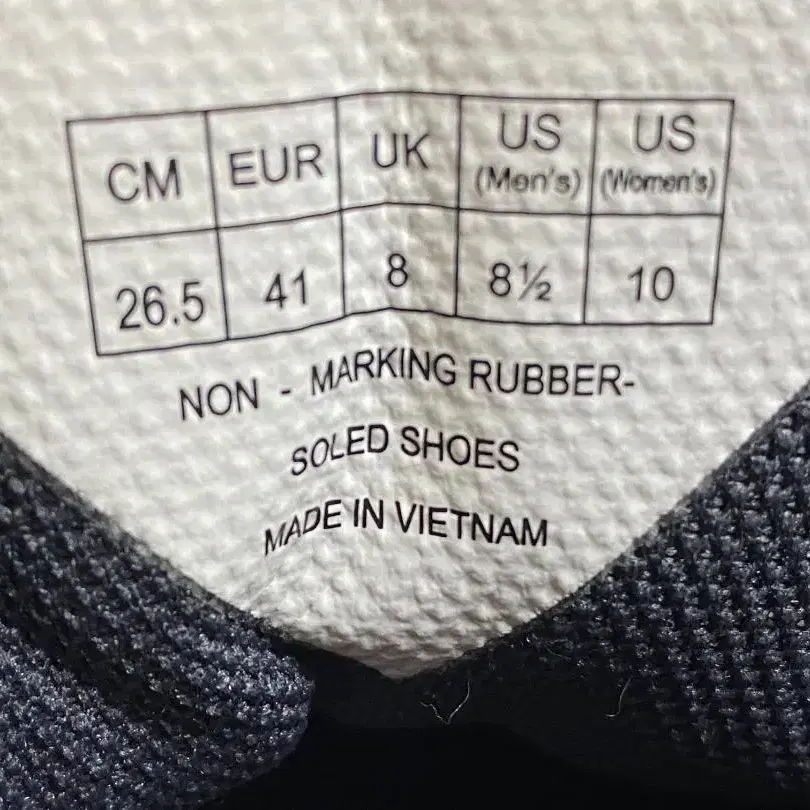 CM EUR UK US (Men's) US (Women's)
26.5 41 8 8½ 10
NON - MARKING RUBBER-
SOLED SHOES
MADE IN VIETNAM